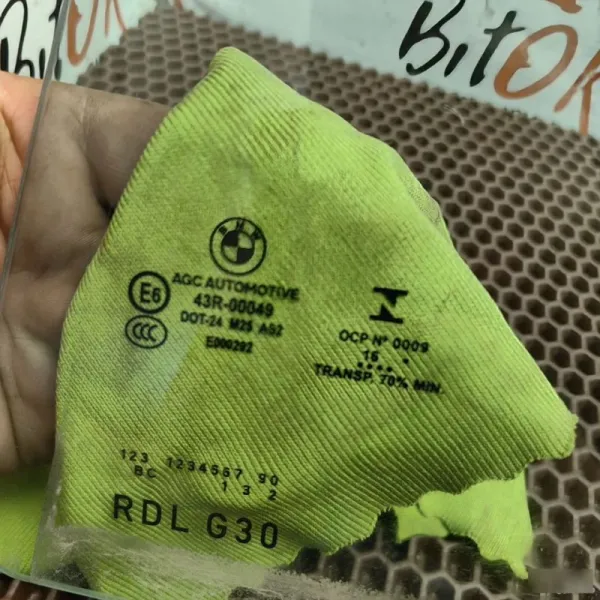 BitOK
BMW
AGC AUTOMOTIVE
E6
43R-00049
DOT-24 M25 AS2
CCC
E000292
OCP Nº 0009
16
TRANSP. 70% MIN.
123 1234567 90
BC 1 3 2
RDL G30